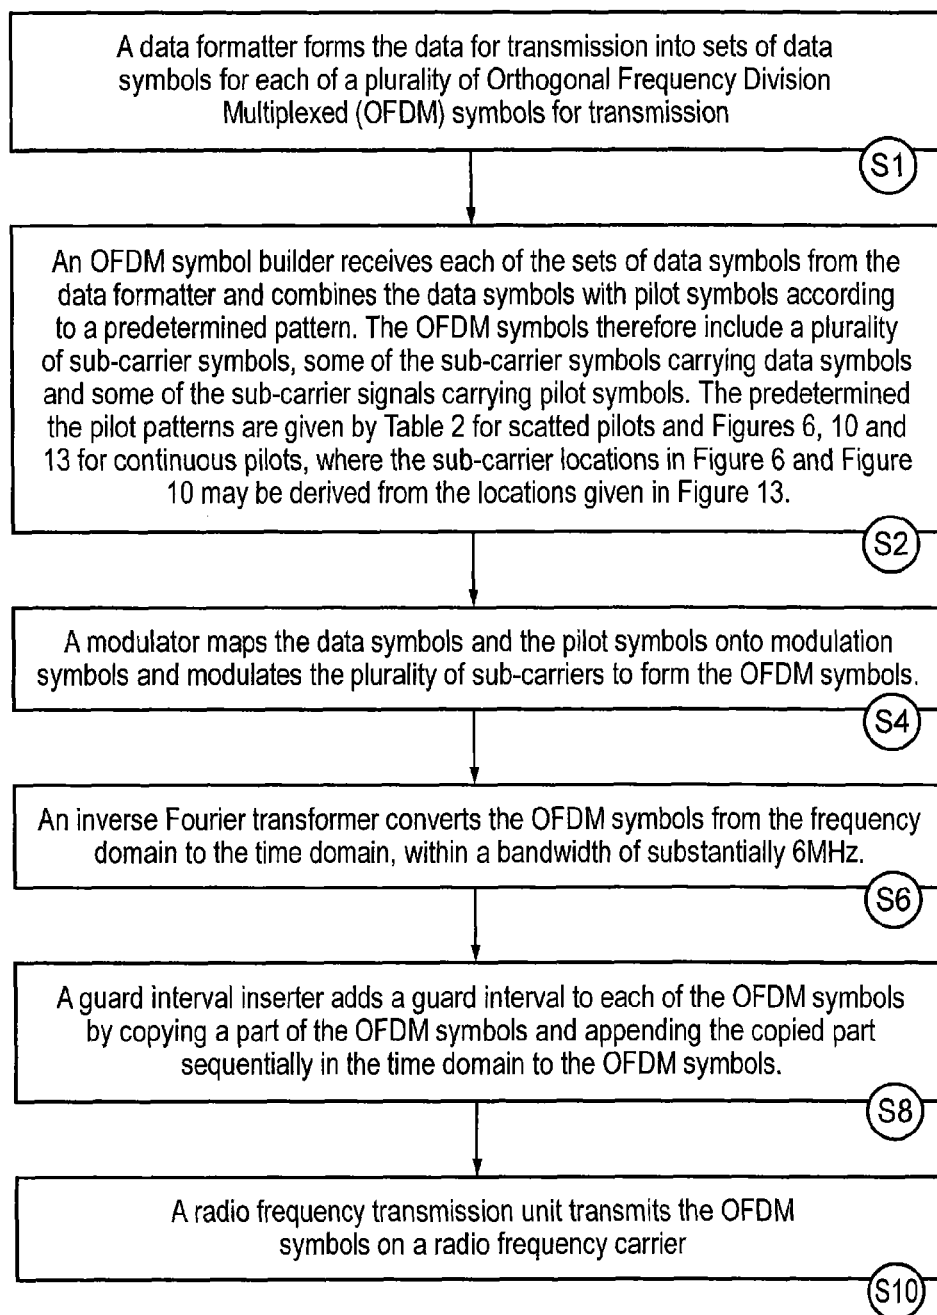 A data formatter forms the data for transmission into sets of data
symbols for each of a plurality of Orthogonal Frequency Division
Multiplexed (OFDM) symbols for transmission
S1
An OFDM symbol builder receives each of the sets of data symbols from the
data formatter and combines the data symbols with pilot symbols according
to a predetermined pattern. The OFDM symbols therefore include a plurality
of sub-carrier symbols, some of the sub-carrier symbols carrying data symbols
and some of the sub-carrier signals carrying pilot symbols. The predetermined
the pilot patterns are given by Table 2 for scatted pilots and Figures 6, 10 and
13 for continuous pilots, where the sub-carrier locations in Figure 6 and Figure
10 may be derived from the locations given in Figure 13.
S2
A modulator maps the data symbols and the pilot symbols onto modulation
symbols and modulates the plurality of sub-carriers to form the OFDM symbols.
S4
An inverse Fourier transformer converts the OFDM symbols from the frequency
domain to the time domain, within a bandwidth of substantially 6MHz.
S6
A guard interval inserter adds a guard interval to each of the OFDM symbols
by copying a part of the OFDM symbols and appending the copied part
sequentially in the time domain to the OFDM symbols.
S8
A radio frequency transmission unit transmits the OFDM
symbols on a radio frequency carrier
S10